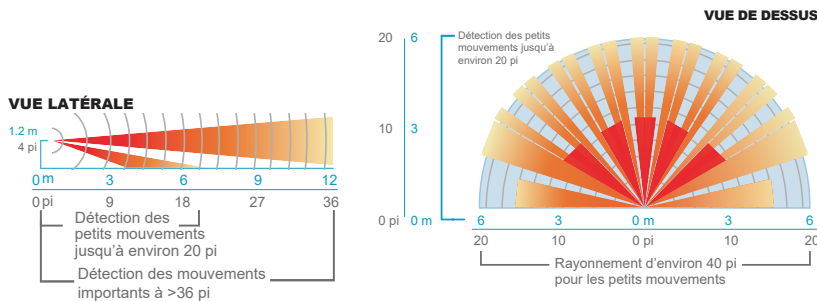 VUE LATÉRALE
1.2 m
4 pi
0 m 3 6 9 12
0 pi 9 18 27 36
Détection des
petits mouvements
jusqu'à environ 20 pi
Détection des mouvements
importants à >36 pi
VUE DE DESSUS
20 6
Détection des petits
mouvements jusqu'à
environ 20 pi
10 3
0 pi 0 m
6 3 0 m 3 6
20 10 0 pi 10 20
Rayonnement d'environ 40 pi
pour les petits mouvements